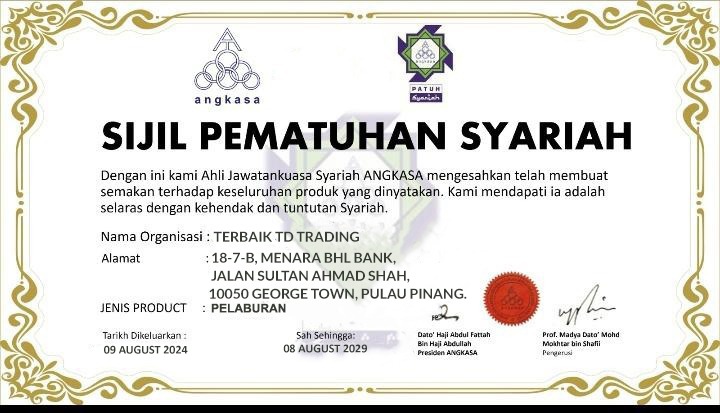 angkasa
PATUH
Syariah
SIJIL PEMATUHAN SYARIAH
Dengan ini kami Ahli Jawatankuasa Syariah ANGKASA mengesahkan telah membuat
semakan terhadap keseluruhan produk yang dinyatakan. Kami mendapati ia adalah
selaras dengan kehendak dan tuntutan Syariah.
Nama Organisasi : TERBAIK TD TRADING
Alamat : 18-7-B, MENARA BHL BANK,
JALAN SULTAN AHMAD SHAH,
10050 GEORGE TOWN, PULAU PINANG.
JENIS PRODUCT : PELABURAN
Tarikh Dikeluarkan :
09 AUGUST 2024
Sah Sehingga:
08 AUGUST 2029
Dato' Haji Abdul Fattah
Bin Haji Abdullah
Presiden ANGKASA
Prof. Madya Dato' Mohd
Mokhtar bin Shafii
Pengerusi